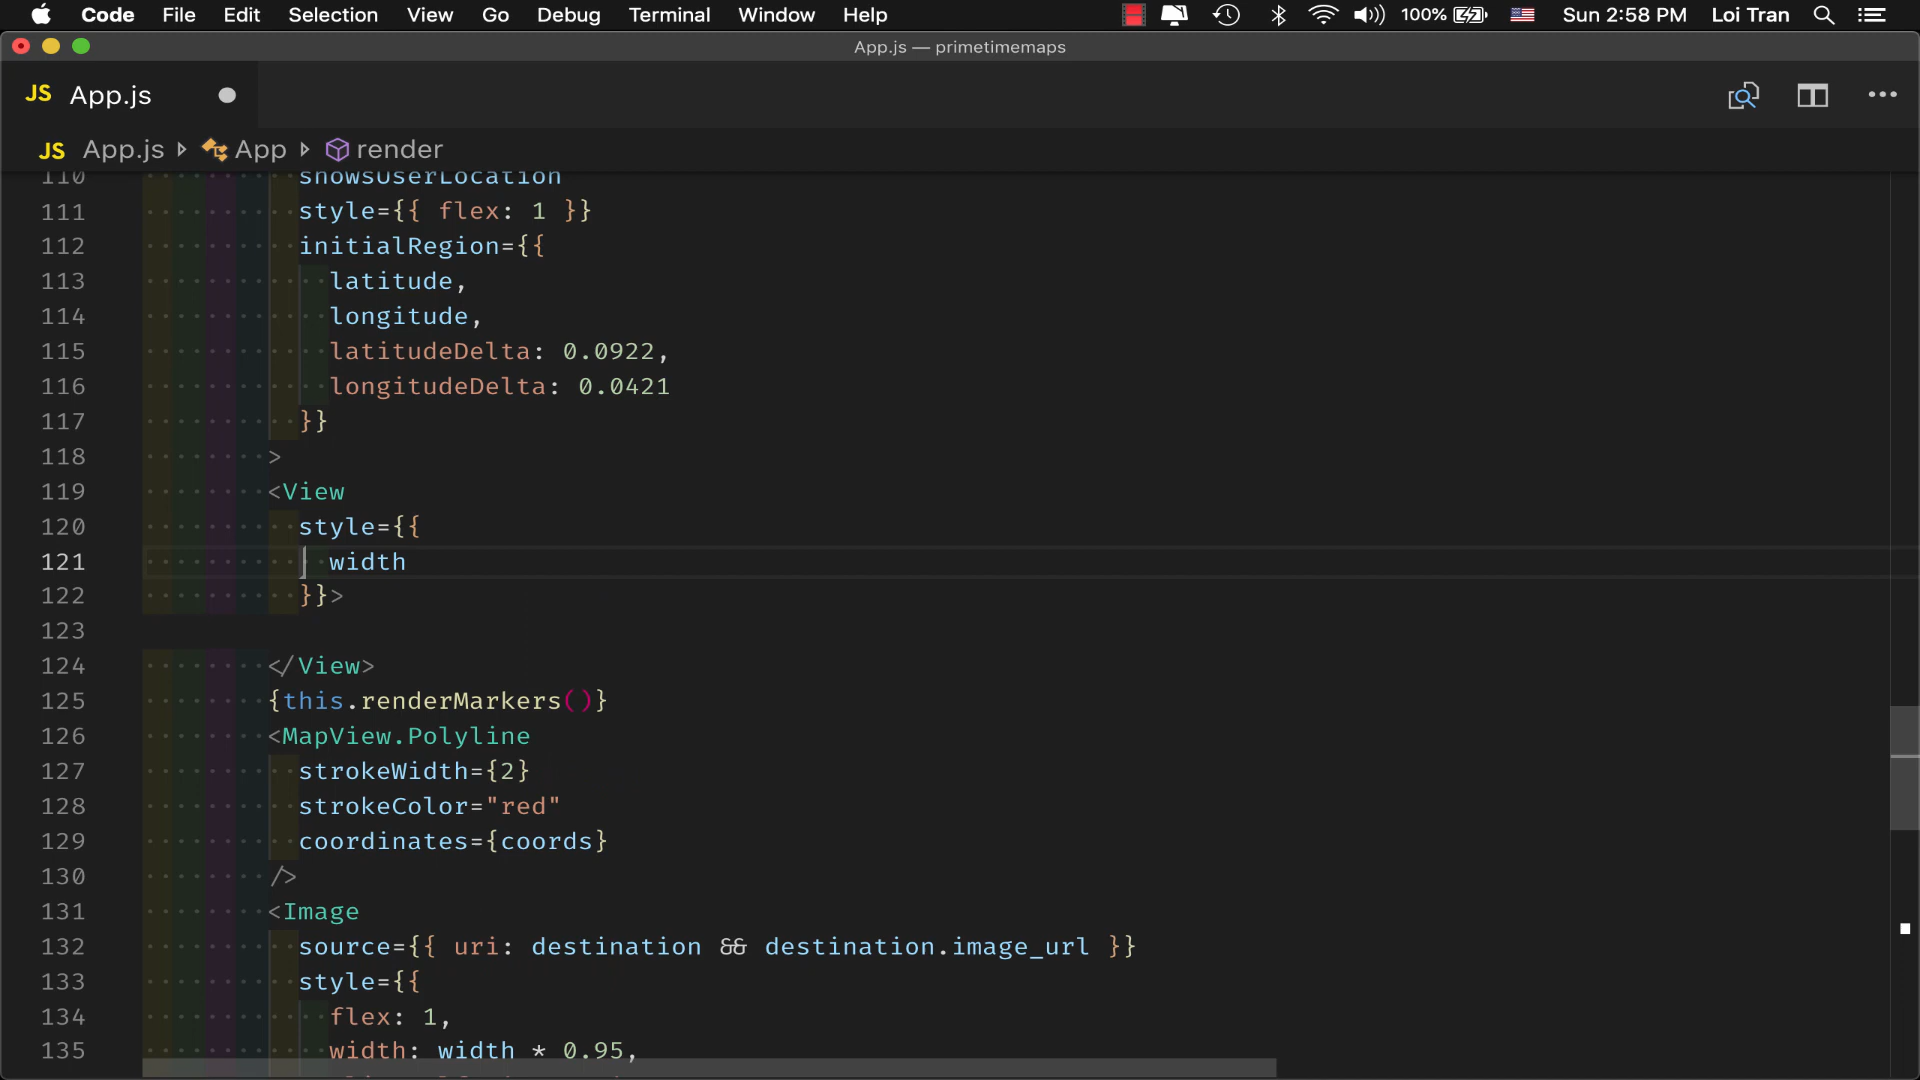 Code File Edit Selection View Go Debug Terminal Window Help 100% Sun 2:58 PM Loi Tran
App.js — primetimemaps
JS App.js
JS App.js App render
110 showsUserLocation
111 style={{ flex: 1 }}
112 initialRegion={{
113 latitude,
114 longitude,
115 latitudeDelta: 0.0922,
116 longitudeDelta: 0.0421
117 }}
118 >
119 <View
120 style={{
121 width
122 }}>
123
124 </View>
125 {this.renderMarkers()}
126 <MapView.Polyline
127 strokeWidth={2}
128 strokeColor="red"
129 coordinates={coords}
130 />
131 <Image
132 source={{ uri: destination && destination.image_url }}
133 style={{
134 flex: 1,
135 width: width * 0.95,